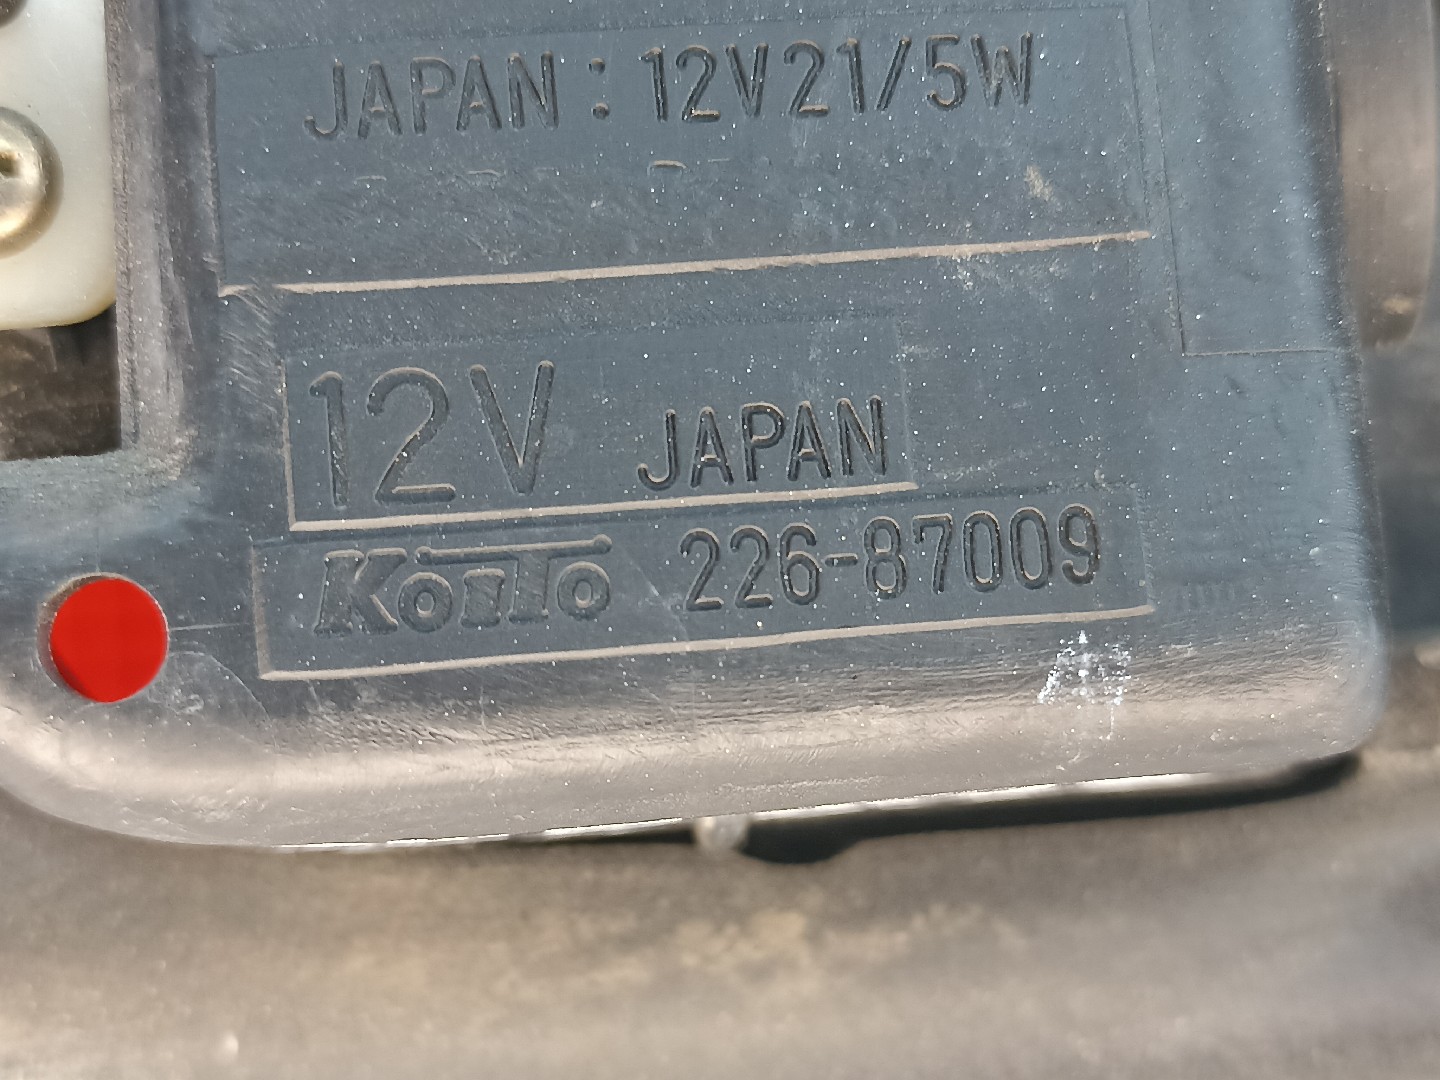 JAPAN : 12V21/5W
12V JAPAN
KOITO 226-87009